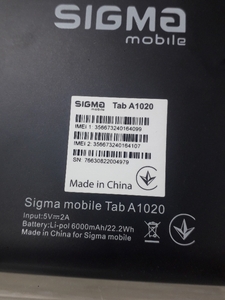 SIGMA
mobile
SIGMA mobile Tab A1020
IMEI 1: 356673240164099
IMEI 2: 356673240164107
SN: 76630822004979
Made in China
Sigma mobile Tab A1020
Input:5V⎓2A
Battery:Li-pol 6000mAh/22.2Wh
Made in China for Sigma mobile